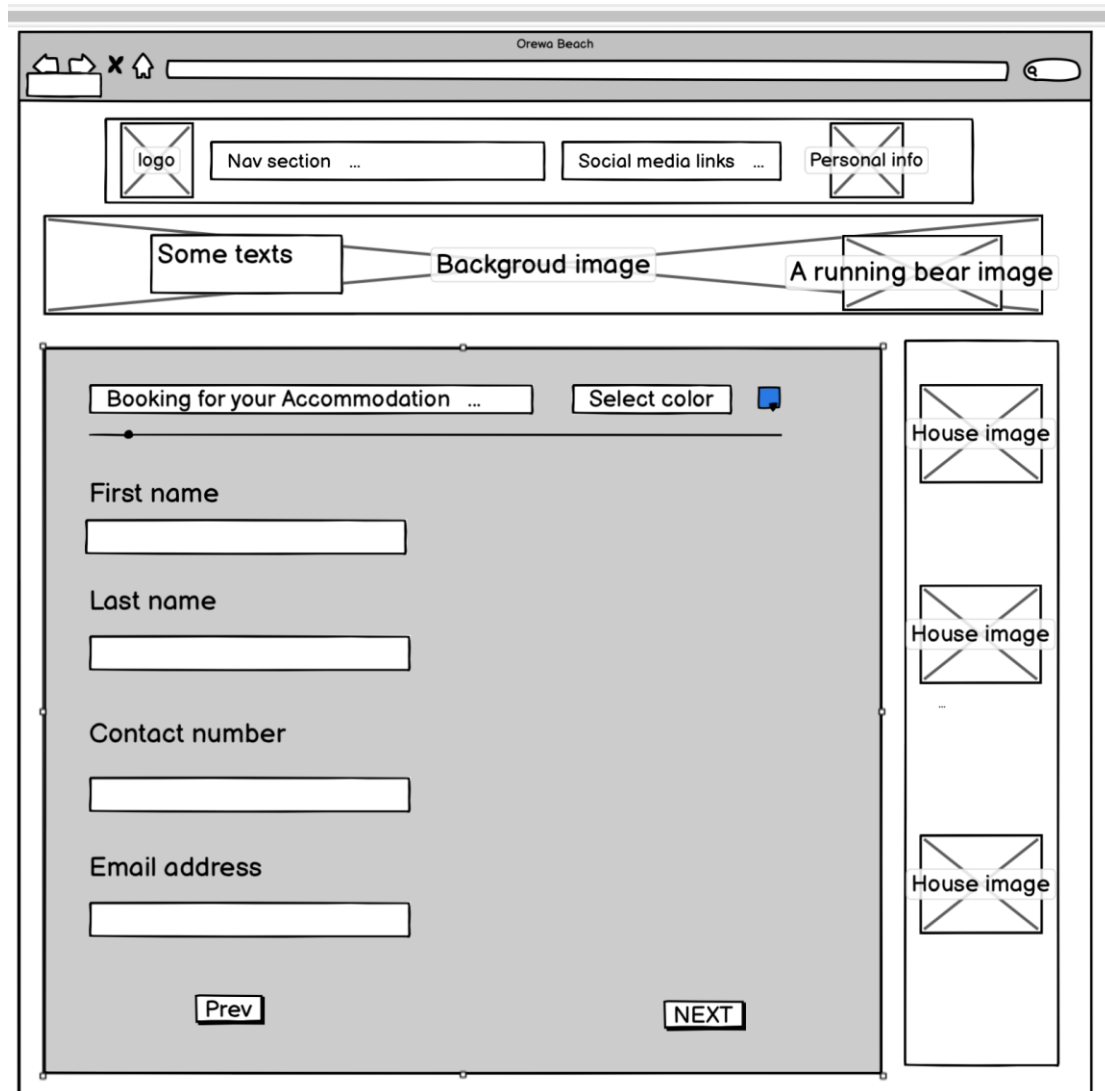 Orewa Beach
logo
Nav section ...
Social media links ...
Personal info
Some texts
Backgroud image
A running bear image
Booking for your Accommodation ...
Select color
First name
Last name
Contact number
Email address
Prev
NEXT
House image
House image
...
House image